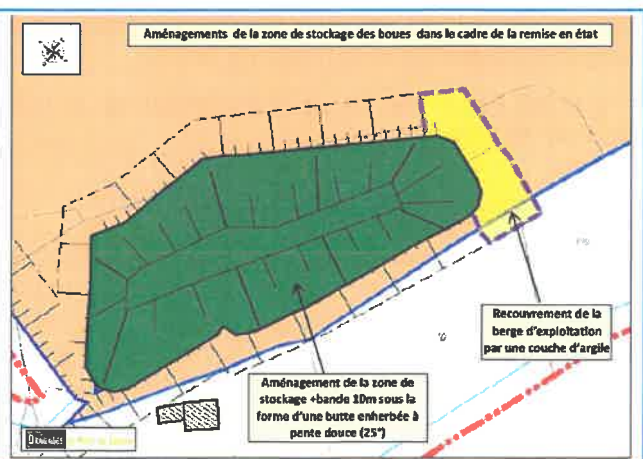 Aménagements de la zone de stockage des boues dans le cadre de la remise en état
Recouvrement de la
berge d'exploitation
par une couche d'argile
Aménagement de la zone de
stockage +bande 10m sous la
forme d'une butte enherbée à
pente douce (25°)